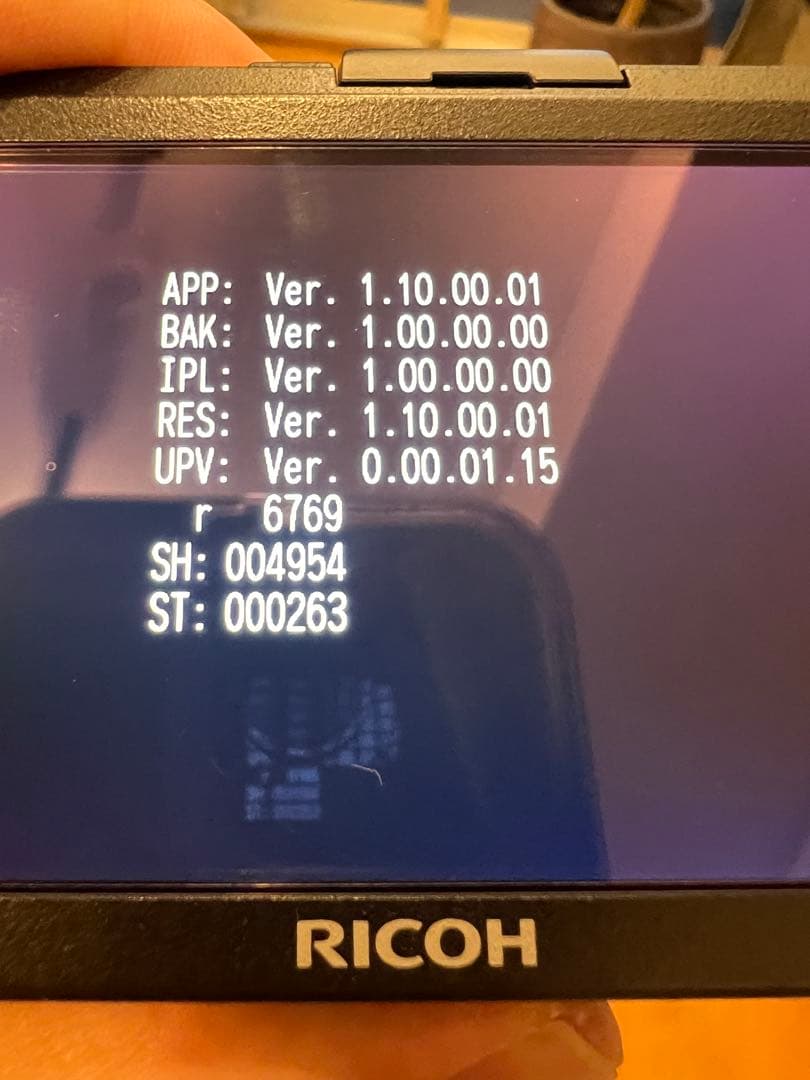 APP: Ver. 1.10.00.01
BAK: Ver. 1.00.00.00
IPL: Ver. 1.00.00.00
RES: Ver. 1.10.00.01
UPV: Ver. 0.00.01.15
r 6769
SH: 004954
ST: 000263
RICOH